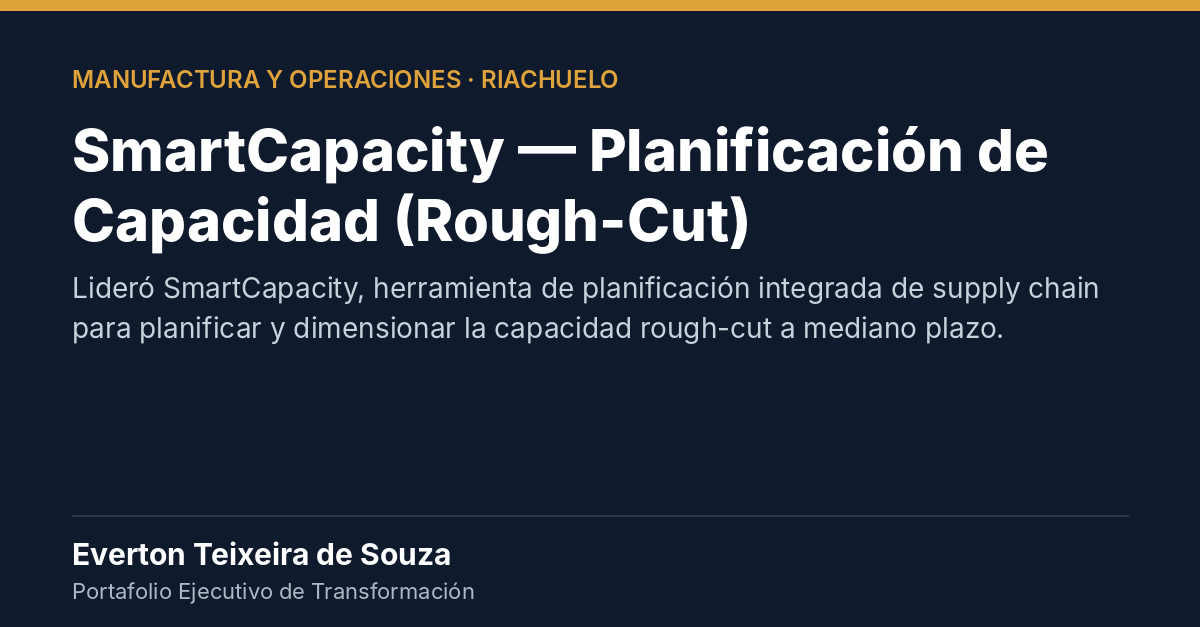 MANUFACTURA Y OPERACIONES · RIACHUELO
SmartCapacity — Planificación de
Capacidad (Rough-Cut)
Lideró SmartCapacity, herramienta de planificación integrada de supply chain
para planificar y dimensionar la capacidad rough-cut a mediano plazo.
Everton Teixeira de Souza
Portafolio Ejecutivo de Transformación